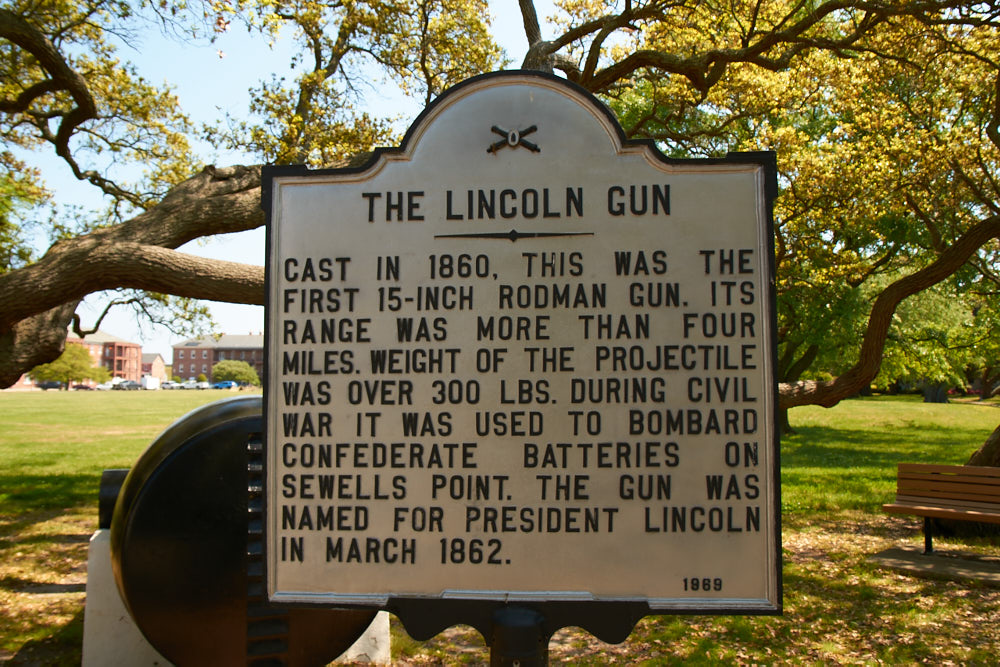 THE LINCOLN GUN
CAST IN 1860, THIS WAS THE
FIRST 15-INCH RODMAN GUN. ITS
RANGE WAS MORE THAN FOUR
MILES. WEIGHT OF THE PROJECTILE
WAS OVER 300 LBS. DURING CIVIL
WAR IT WAS USED TO BOMBARD
CONFEDERATE BATTERIES ON
SEWELLS POINT. THE GUN WAS
NAMED FOR PRESIDENT LINCOLN
IN MARCH 1862.
1969